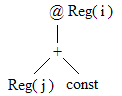 @ Reg(i)
+
Reg(j) const